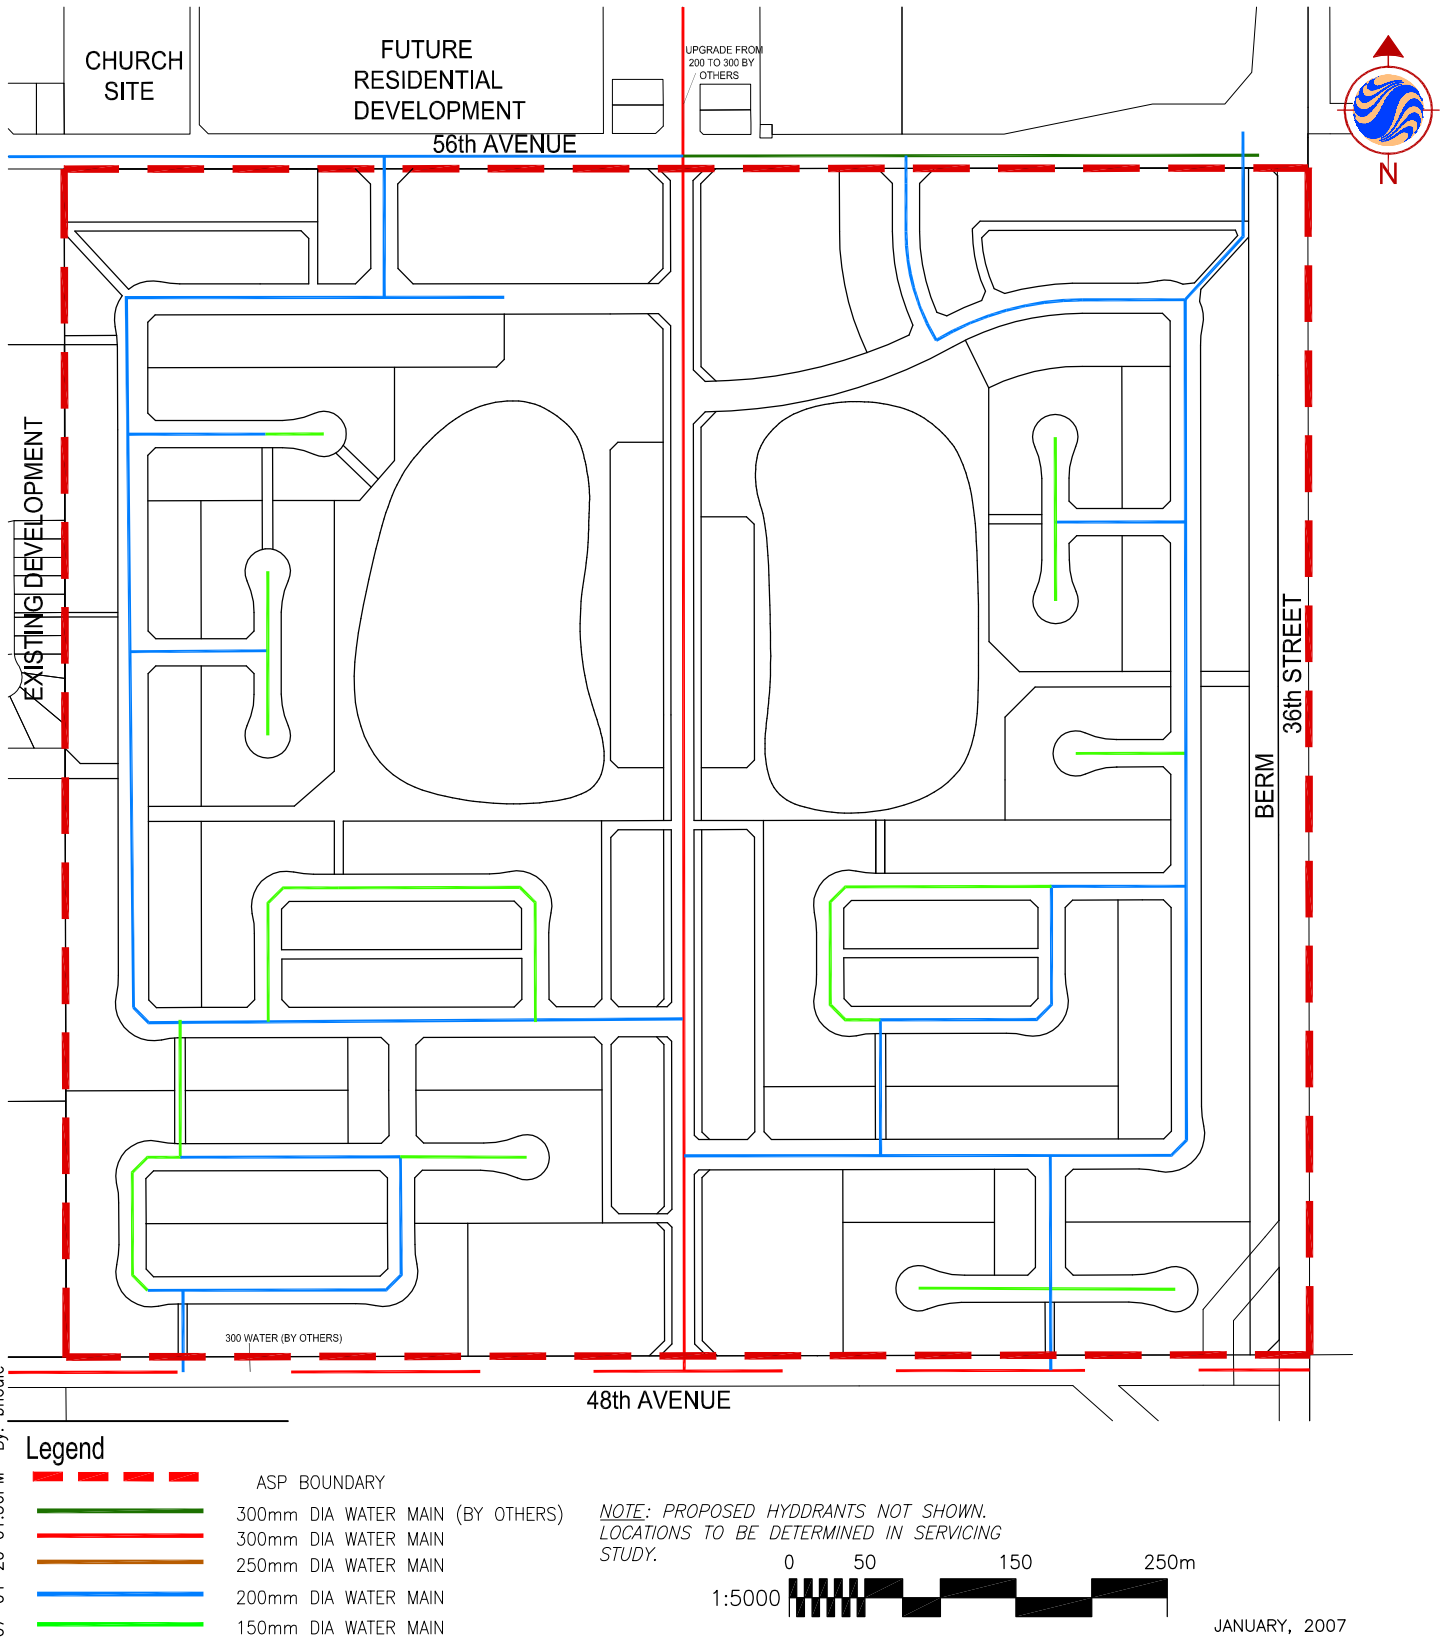 CHURCH
SITE
FUTURE
RESIDENTIAL
DEVELOPMENT
UPGRADE FROM
200 TO 300 BY
OTHERS
56th AVENUE
N
EXISTING DEVELOPMENT
36th STREET
BERM
300 WATER (BY OTHERS)
48th AVENUE
Legend
ASP BOUNDARY
300mm DIA WATER MAIN (BY OTHERS)
300mm DIA WATER MAIN
250mm DIA WATER MAIN
200mm DIA WATER MAIN
150mm DIA WATER MAIN
NOTE: PROPOSED HYDDRANTS NOT SHOWN.
LOCATIONS TO BE DETERMINED IN SERVICING
STUDY.
0 50 150 250m
1:5000
JANUARY, 2007